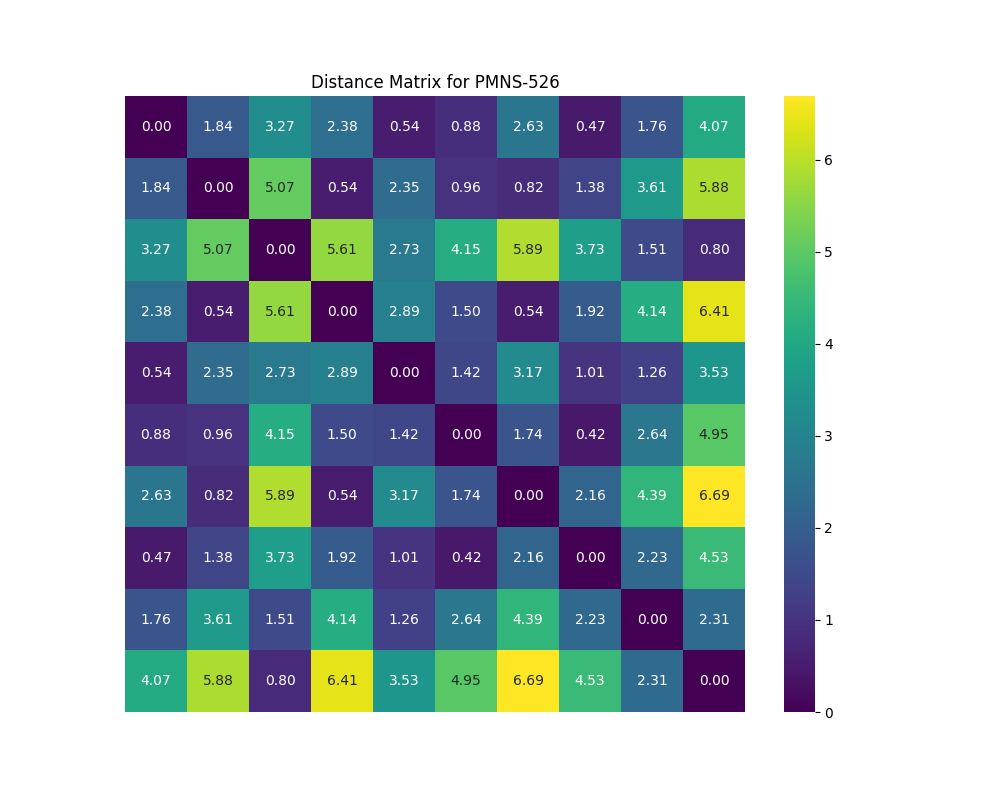 Distance Matrix for PMNS-526
0.00 1.84 3.27 2.38 0.54 0.88 2.63 0.47 1.76 4.07
1.84 0.00 5.07 0.54 2.35 0.96 0.82 1.38 3.61 5.88
3.27 5.07 0.00 5.61 2.73 4.15 5.89 3.73 1.51 0.80
2.38 0.54 5.61 0.00 2.89 1.50 0.54 1.92 4.14 6.41
0.54 2.35 2.73 2.89 0.00 1.42 3.17 1.01 1.26 3.53
0.88 0.96 4.15 1.50 1.42 0.00 1.74 0.42 2.64 4.95
2.63 0.82 5.89 0.54 3.17 1.74 0.00 2.16 4.39 6.69
0.47 1.38 3.73 1.92 1.01 0.42 2.16 0.00 2.23 4.53
1.76 3.61 1.51 4.14 1.26 2.64 4.39 2.23 0.00 2.31
4.07 5.88 0.80 6.41 3.53 4.95 6.69 4.53 2.31 0.00
6
5
4
3
2
1
0